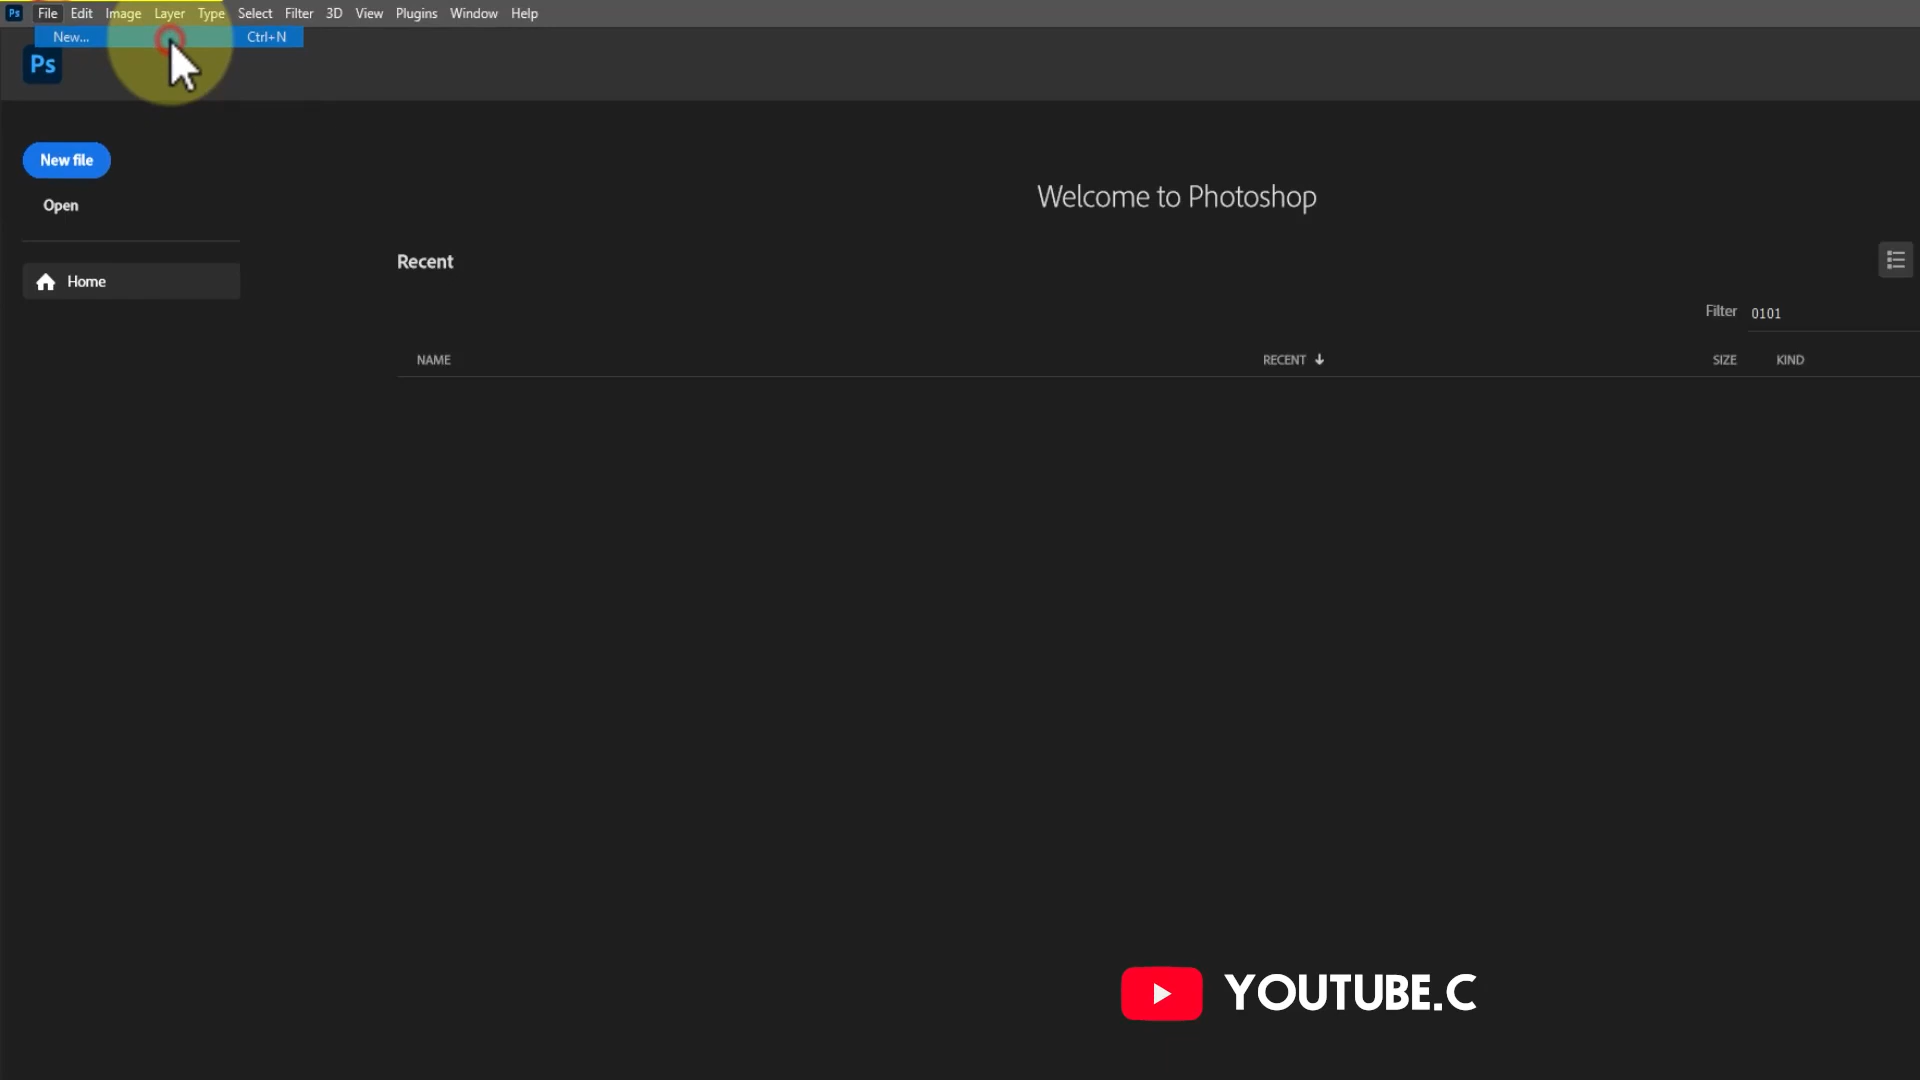 Ps File Edit Image Layer Type Select Filter 3D View Plugins Window Help
New... Ctrl+N
Ps
New file
Open
Welcome to Photoshop
Recent
Home
Filter 0101
NAME RECENT SIZE KIND
YOUTUBE.C